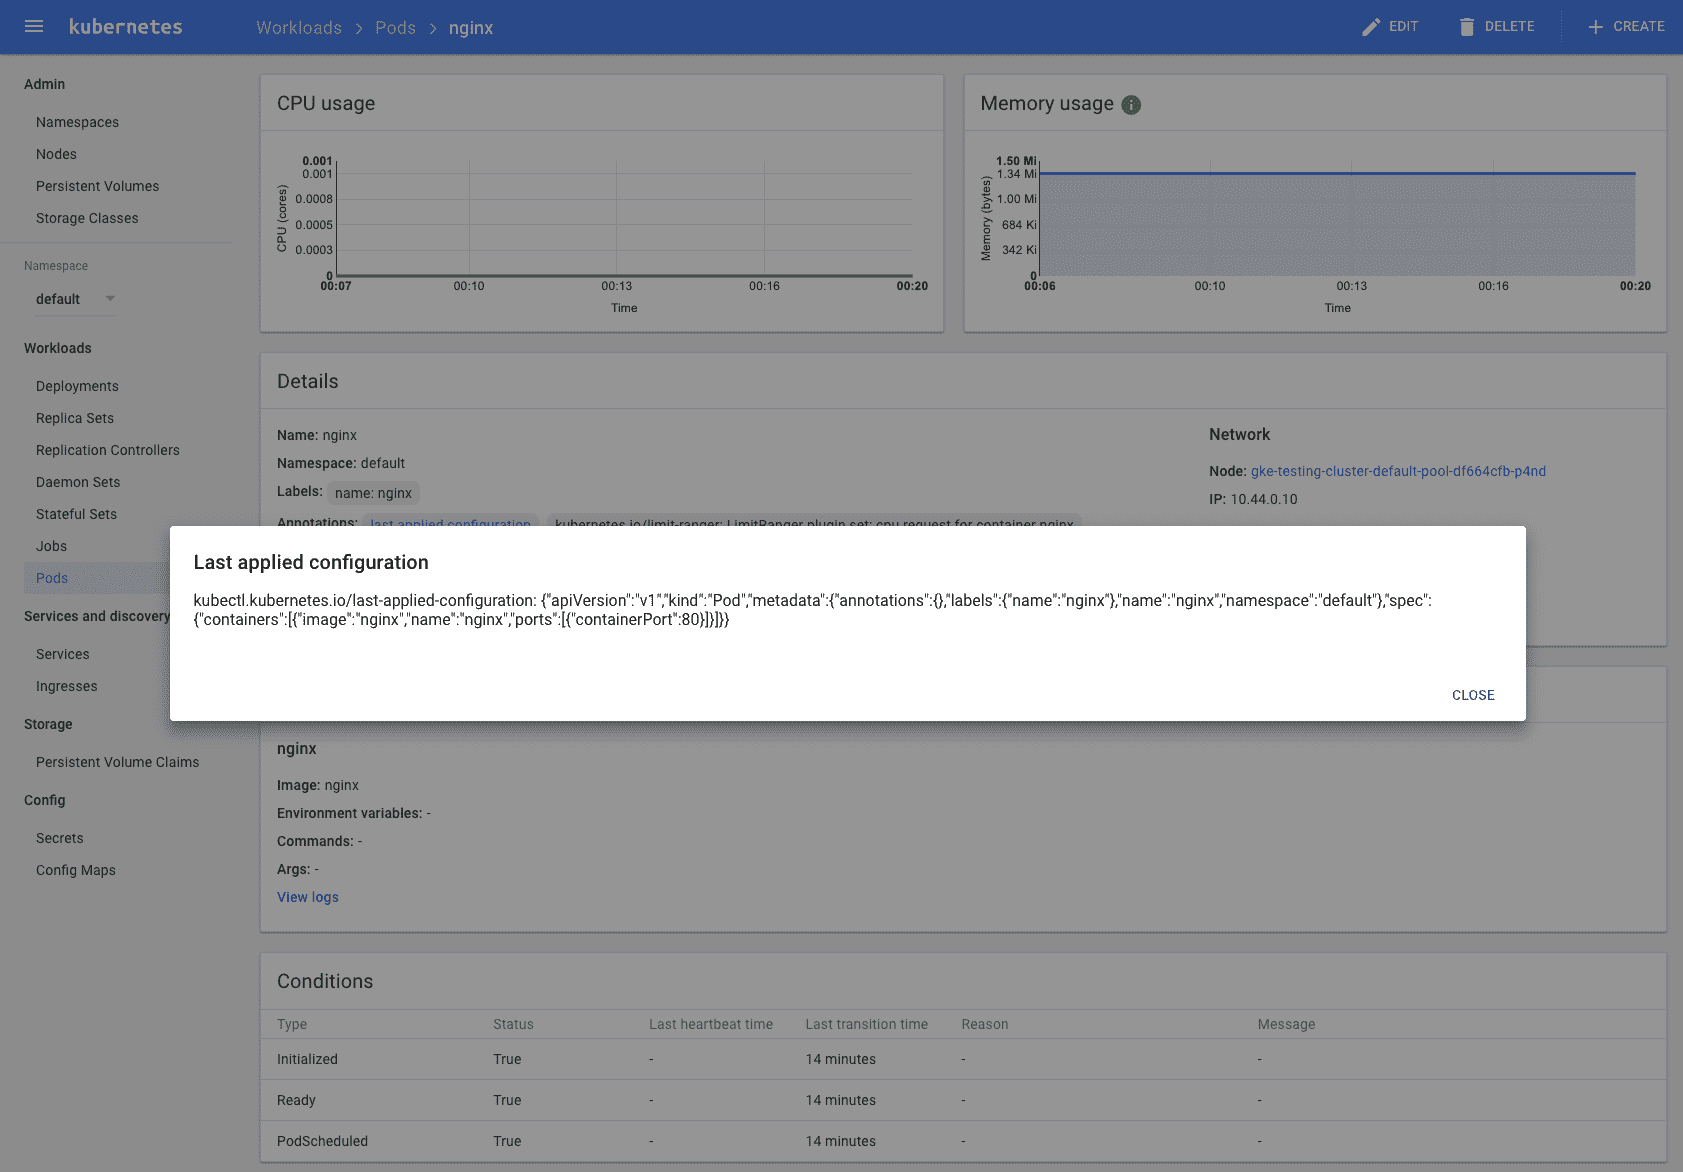 kubernetes
Workloads > Pods > nginx
EDIT
DELETE
CREATE
Admin
Namespaces
Nodes
Persistent Volumes
Storage Classes
Namespace
default
Workloads
Deployments
Replica Sets
Replication Controllers
Daemon Sets
Stateful Sets
Jobs
Pods
Services and discovery
Services
Ingresses
Storage
Persistent Volume Claims
Config
Secrets
Config Maps
CPU usage
CPU (cores)
0.001
0.001
0.0008
0.0005
0.0003
0
00:07 00:10 00:13 00:16 00:20
Time
Memory usage
Memory (bytes)
1.50 Mi
1.34 Mi
1.00 Mi
684 Ki
342 Ki
0
00:06 00:10 00:13 00:16 00:20
Time
Details
Name: nginx
Namespace: default
Labels: name: nginx
Annotations: last applied configuration kubernetes.io/limit-ranger: LimitRanger plugin set: cpu request for container nginx
Network
Node: gke-testing-cluster-default-pool-df664cfb-p4nd
IP: 10.44.0.10
Last applied configuration
kubectl.kubernetes.io/last-applied-configuration: {"apiVersion":"v1","kind":"Pod","metadata":{"annotations":{},"labels":{"name":"nginx"},"name":"nginx","namespace":"default"},"spec":
{"containers":[{"image":"nginx","name":"nginx","ports":[{"containerPort":80}]}]}}
CLOSE
nginx
Image: nginx
Environment variables: -
Commands: -
Args: -
View logs
Conditions
Type Status Last heartbeat time Last transition time Reason Message
Initialized True - 14 minutes - -
Ready True - 14 minutes - -
PodScheduled True - 14 minutes - -